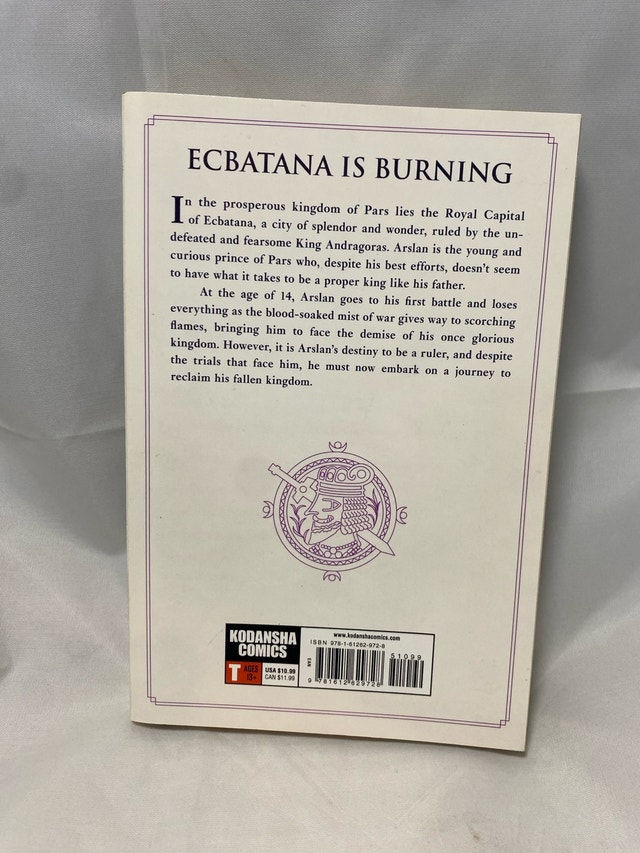 ECBATANA IS BURNING
In the prosperous kingdom of Pars lies the Royal Capital
of Ecbatana, a city of splendor and wonder, ruled by the un-
defeated and fearsome King Andragoras. Arslan is the young and
curious prince of Pars who, despite his best efforts, doesn't seem
to have what it takes to be a proper king like his father.
At the age of 14, Arslan goes to his first battle and loses
everything as the blood-soaked mist of war gives way to scorching
flames, bringing him to face the demise of his once glorious
kingdom. However, it is Arslan's destiny to be a ruler, and despite
the trials that face him, he must now embark on a journey to
reclaim his fallen kingdom.
KODANSHA
COMICS
T AGES
13+
USA $10.99
CAN $11.99
www.kodanshacomics.com
ISBN 978-1-61262-972-8
51099
EAN
9 781612 629728